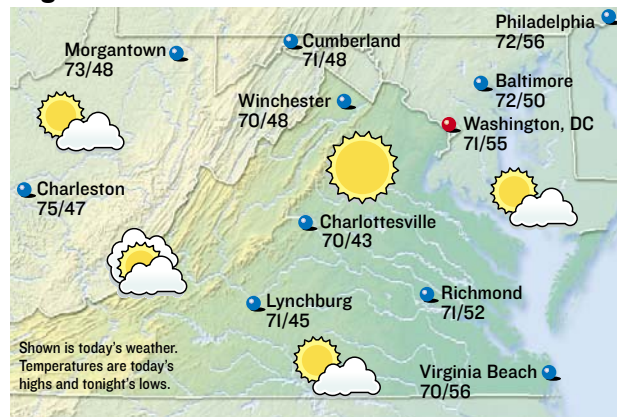 Philadelphia
72/56
Morgantown
73/48
Cumberland
71/48
Baltimore
72/50
Winchester
70/48
Washington, DC
71/55
Charleston
75/47
Charlottesville
70/43
Lynchburg
71/45
Richmond
71/52
Shown is today's weather.
Temperatures are today's
highs and tonight's lows.
Virginia Beach
70/56